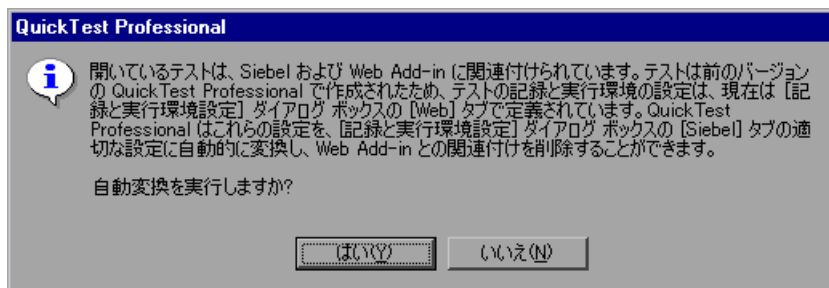 QuickTest Professional
開いているテストは、Siebel および Web Add-in に関連付けられています。テストは前のバージョン
の QuickTest Professional で作成されたため、テストの記録と実行環境の設定は、現在は [記
録と実行環境設定] ダイアログ ボックスの [Web] タブで定義されています。QuickTest
Professional はこれらの設定を、[記録と実行環境設定] ダイアログ ボックスの [Siebel] タブの適
切な設定に自動的に変換し、Web Add-in との関連付けを削除することができます。
自動変換を実行しますか?
はい(Y)
いいえ(N)